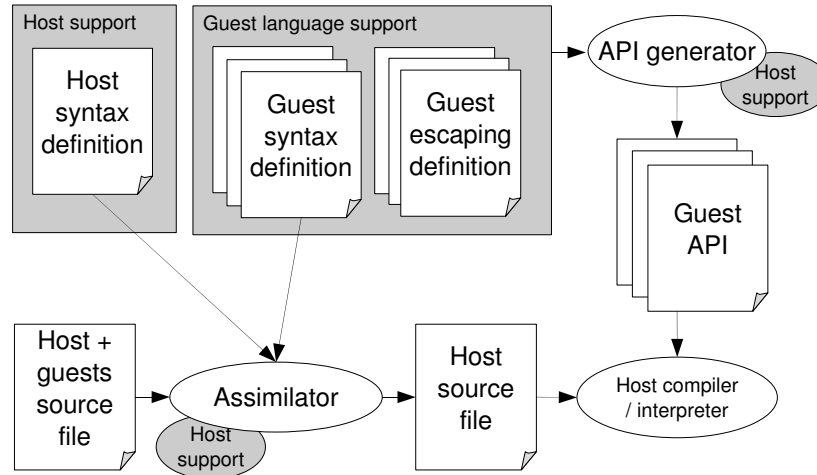 Host support
Host
syntax
definition
Guest language support
Guest
syntax
definition
Guest
escaping
definition
API generator
Host
support
Guest
API
Host +
guests
source
file
Assimilator
Host
support
Host
source
file
Host compiler
/ interpreter